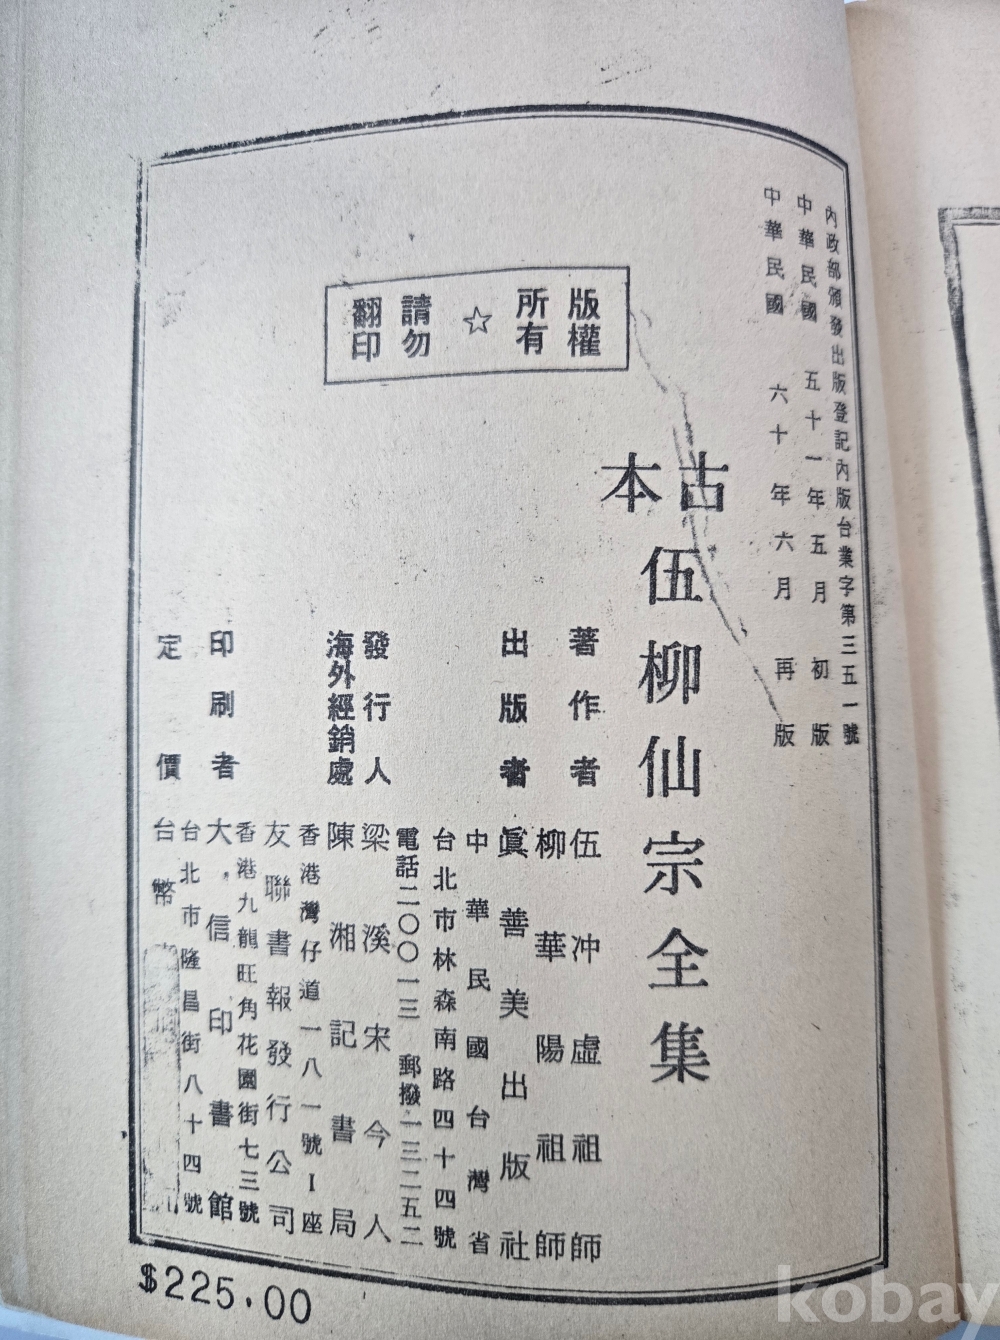 內政部頒發出版登記內版台業字第三五一號
中華民國 五十一年五月 初版
中華民國 六十年六月 再版
版權
所有
☆
請勿
翻印
古本
伍柳仙宗全集
著作者 伍冲虛祖師
柳華陽祖師
出版者 眞善美出版社
中華民國台灣省
台北市林森南路四十四號
電話二〇〇一三 郵撥一三二五二
發行人 梁溪宋今人
海外經銷處 陳湘記書局
香港灣仔道一八一號I座
友聯書報發行公司
香港九龍旺角花園街七三號
印刷者 大信印書館
台北市隆昌街八十四號
定價 台幣
$225.00
kobay